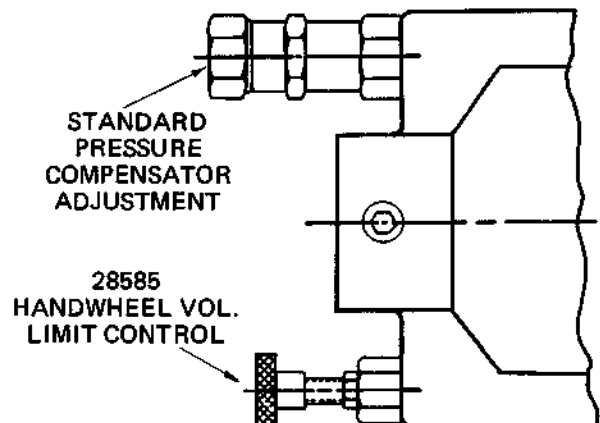 STANDARD
PRESSURE
COMPENSATOR
ADJUSTMENT
28585
HANDWHEEL VOL.
LIMIT CONTROL